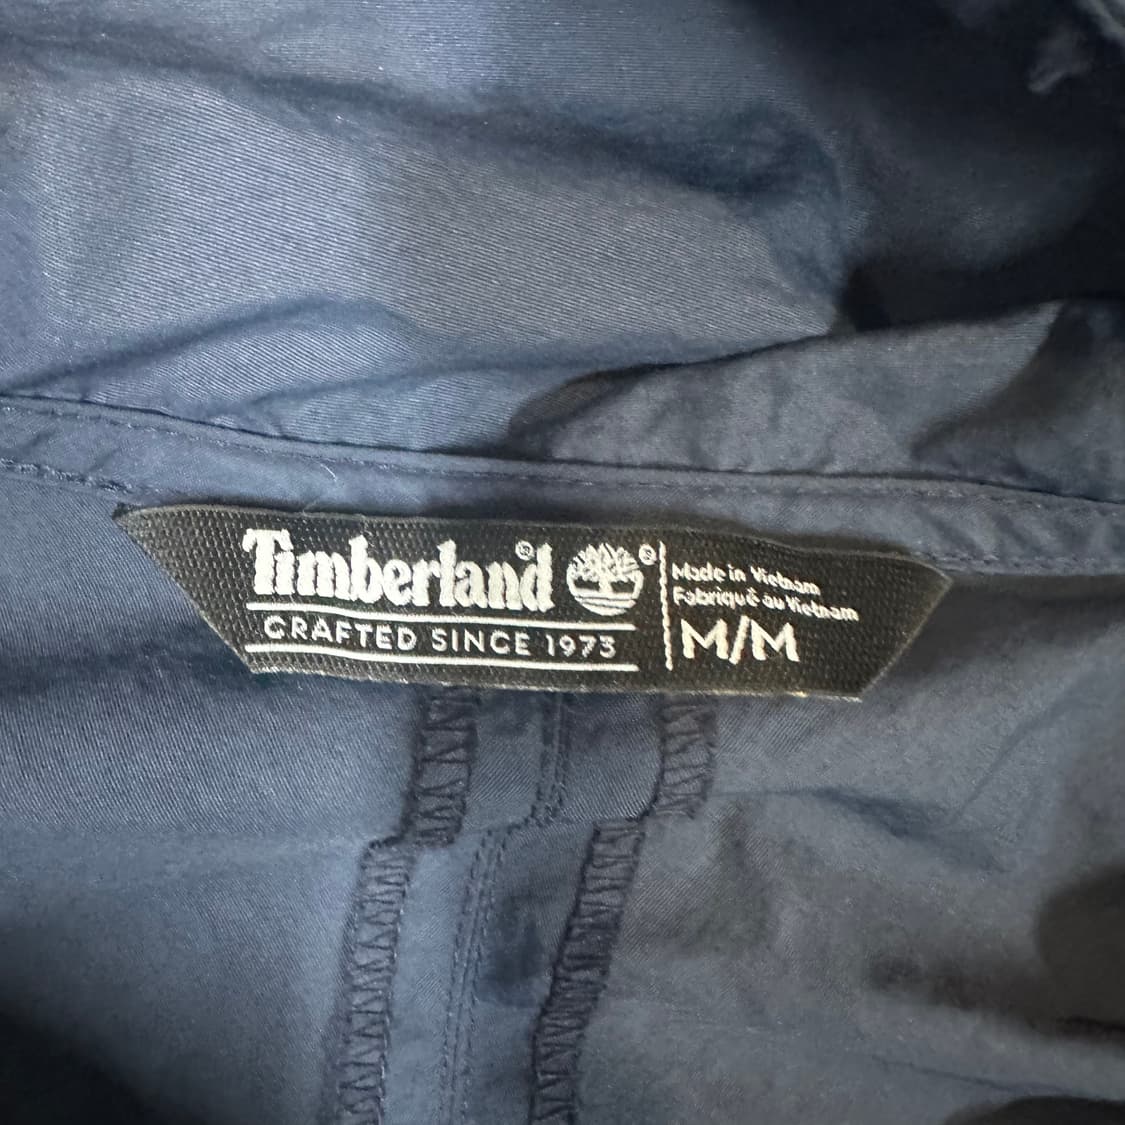 Timberland®
CRAFTED SINCE 1973
Made in Vietnam
Fabriqué au Vietnam
M/M